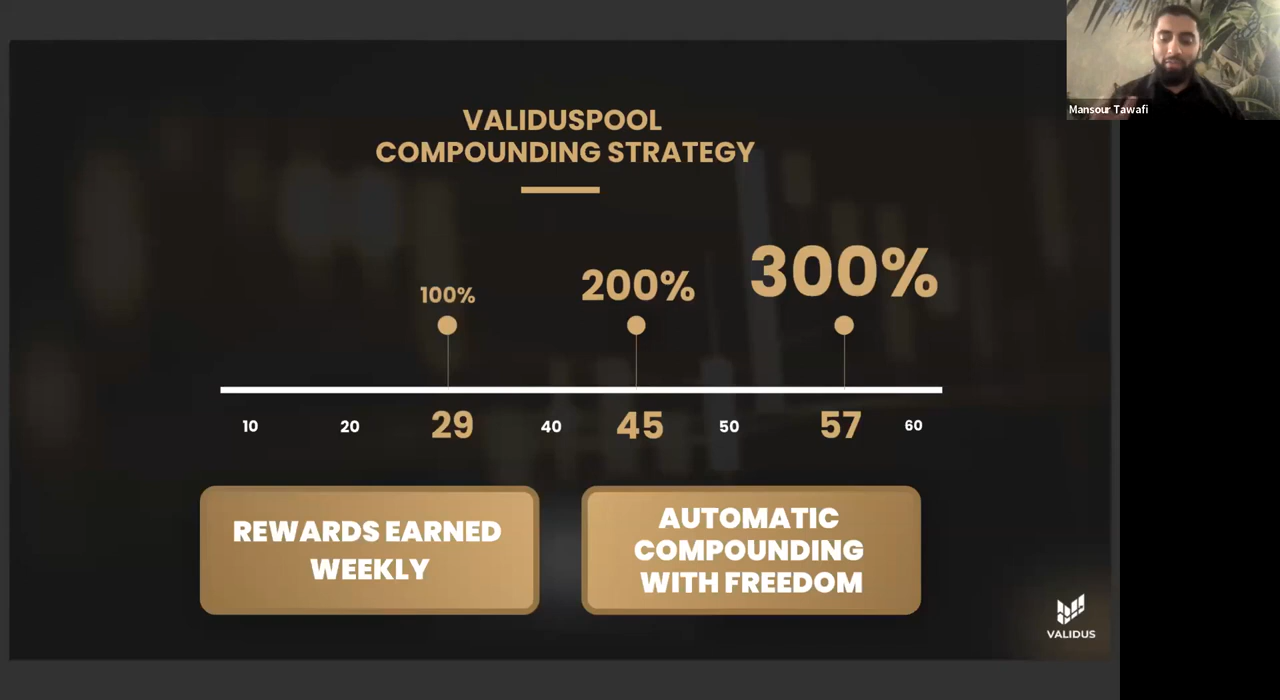 Mansour Tawafi
VALIDUSPOOL
COMPOUNDING STRATEGY
100%
200%
300%
10 20 29 40 45 50 57 60
REWARDS EARNED
WEEKLY
AUTOMATIC
COMPOUNDING
WITH FREEDOM
VALIDUS